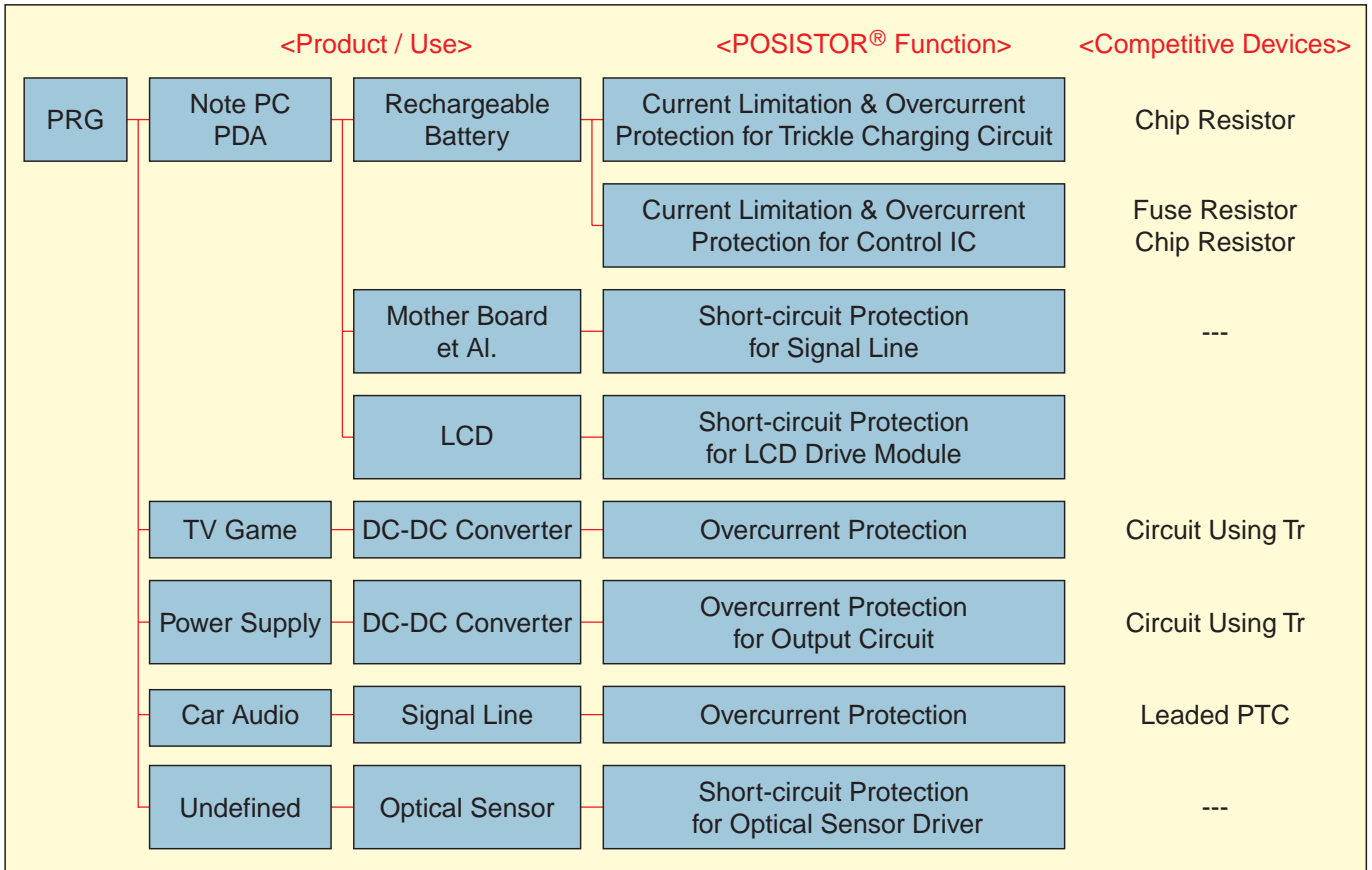 <Product / Use> <POSISTOR® Function> <Competitive Devices>
PRG
Note PC
PDA
Rechargeable
Battery
Current Limitation & Overcurrent
Protection for Trickle Charging Circuit
Chip Resistor
Current Limitation & Overcurrent
Protection for Control IC
Fuse Resistor
Chip Resistor
Mother Board
et Al.
Short-circuit Protection
for Signal Line
---
LCD
Short-circuit Protection
for LCD Drive Module
TV Game
DC-DC Converter
Overcurrent Protection
Circuit Using Tr
Power Supply
DC-DC Converter
Overcurrent Protection
for Output Circuit
Circuit Using Tr
Car Audio
Signal Line
Overcurrent Protection
Leaded PTC
Undefined
Optical Sensor
Short-circuit Protection
for Optical Sensor Driver
---